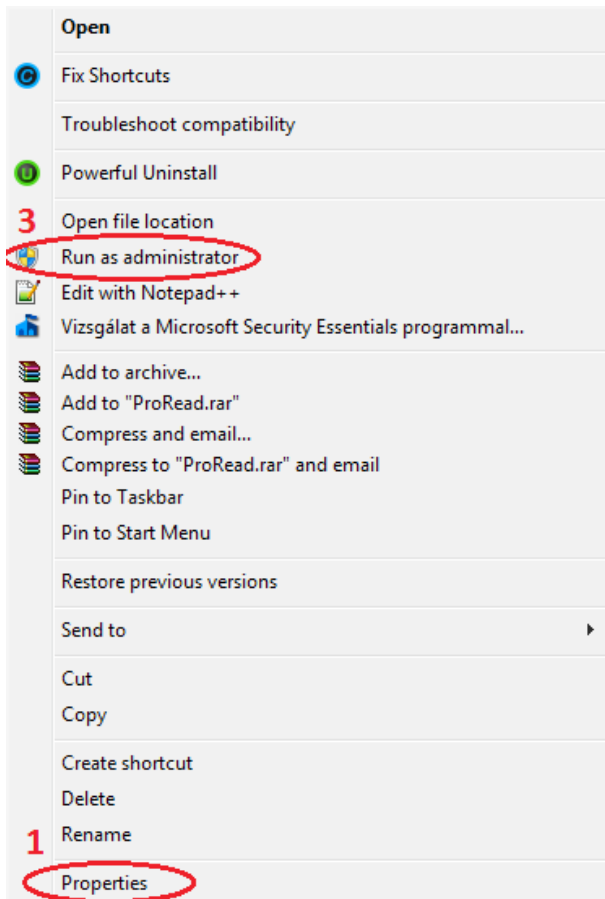 Open
Fix Shortcuts
Troubleshoot compatibility
Powerful Uninstall
3
Open file location
Run as administrator
Edit with Notepad++
Vizsgálat a Microsoft Security Essentials programmal...
Add to archive...
Add to "ProRead.rar"
Compress and email...
Compress to "ProRead.rar" and email
Pin to Taskbar
Pin to Start Menu
Restore previous versions
Send to
Cut
Copy
Create shortcut
Delete
1 Rename
Properties